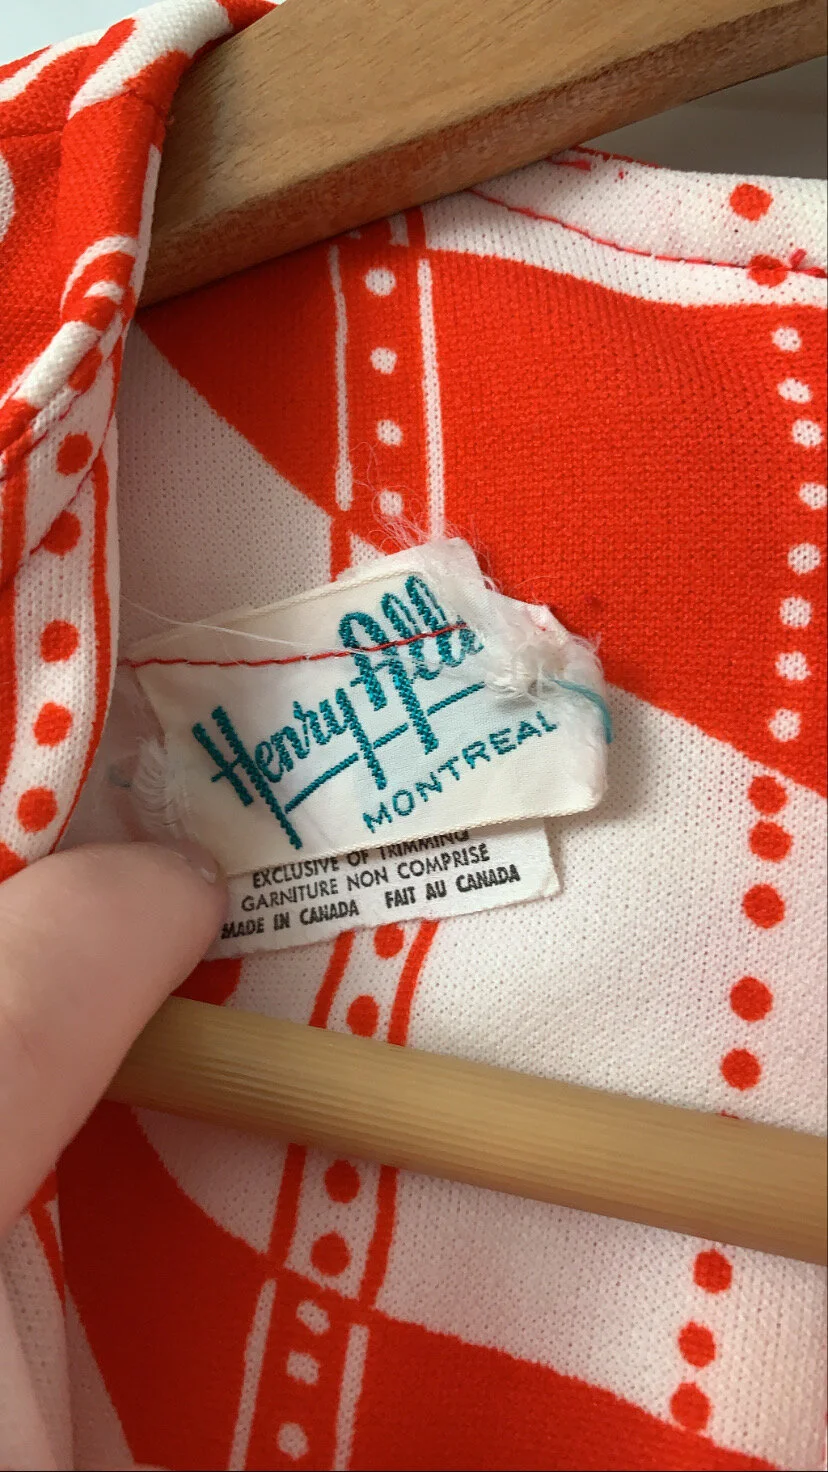 Henry
MONTREAL
EXCLUSIVE OF TRIMMING
GARNITURE NON COMPRISE
MADE IN CANADA FAIT AU CANADA